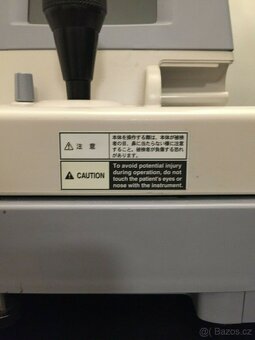 注 意
本体を操作する際は、本体が被検
者の目、鼻に当たらない様に注意
すること。被検者が負傷する恐れ
があります。
CAUTION
To avoid potential injury
during operation, do not
touch the patient's eyes or
nose with the instrument.
Sbazos.cz